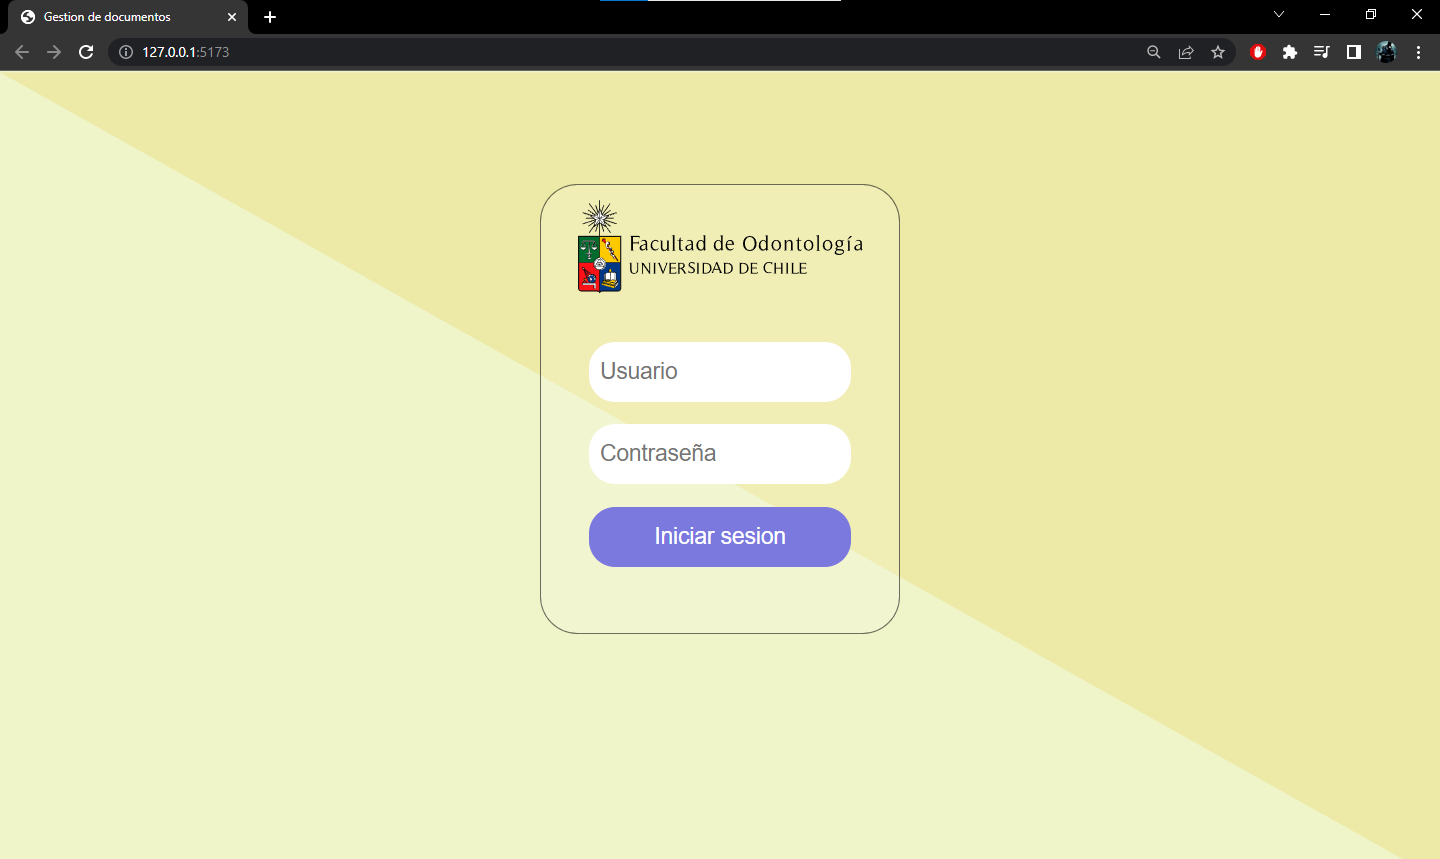 Gestion de documentos
127.0.0.1:5173
Facultad de Odontología
UNIVERSIDAD DE CHILE
Usuario
Contraseña
Iniciar sesion